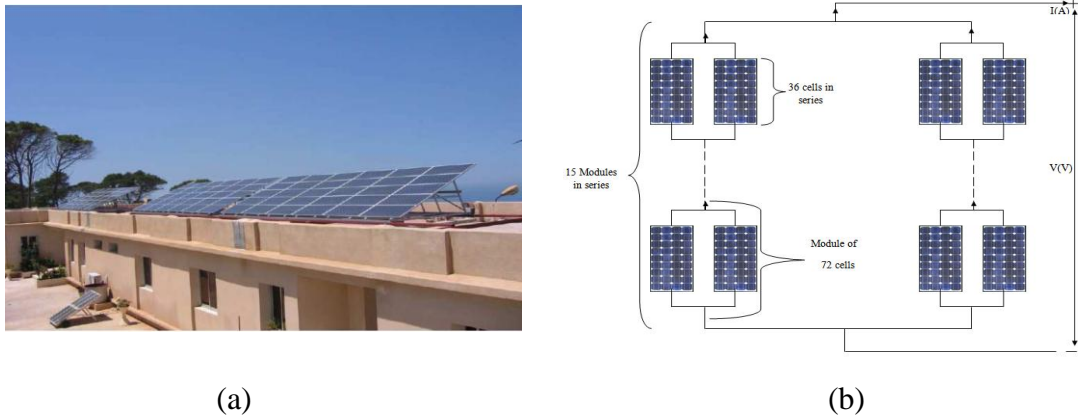 I(A)
+
36 cells in
series
15 Modules
in series
V(V)
Module of
72 cells
-
(a)
(b)